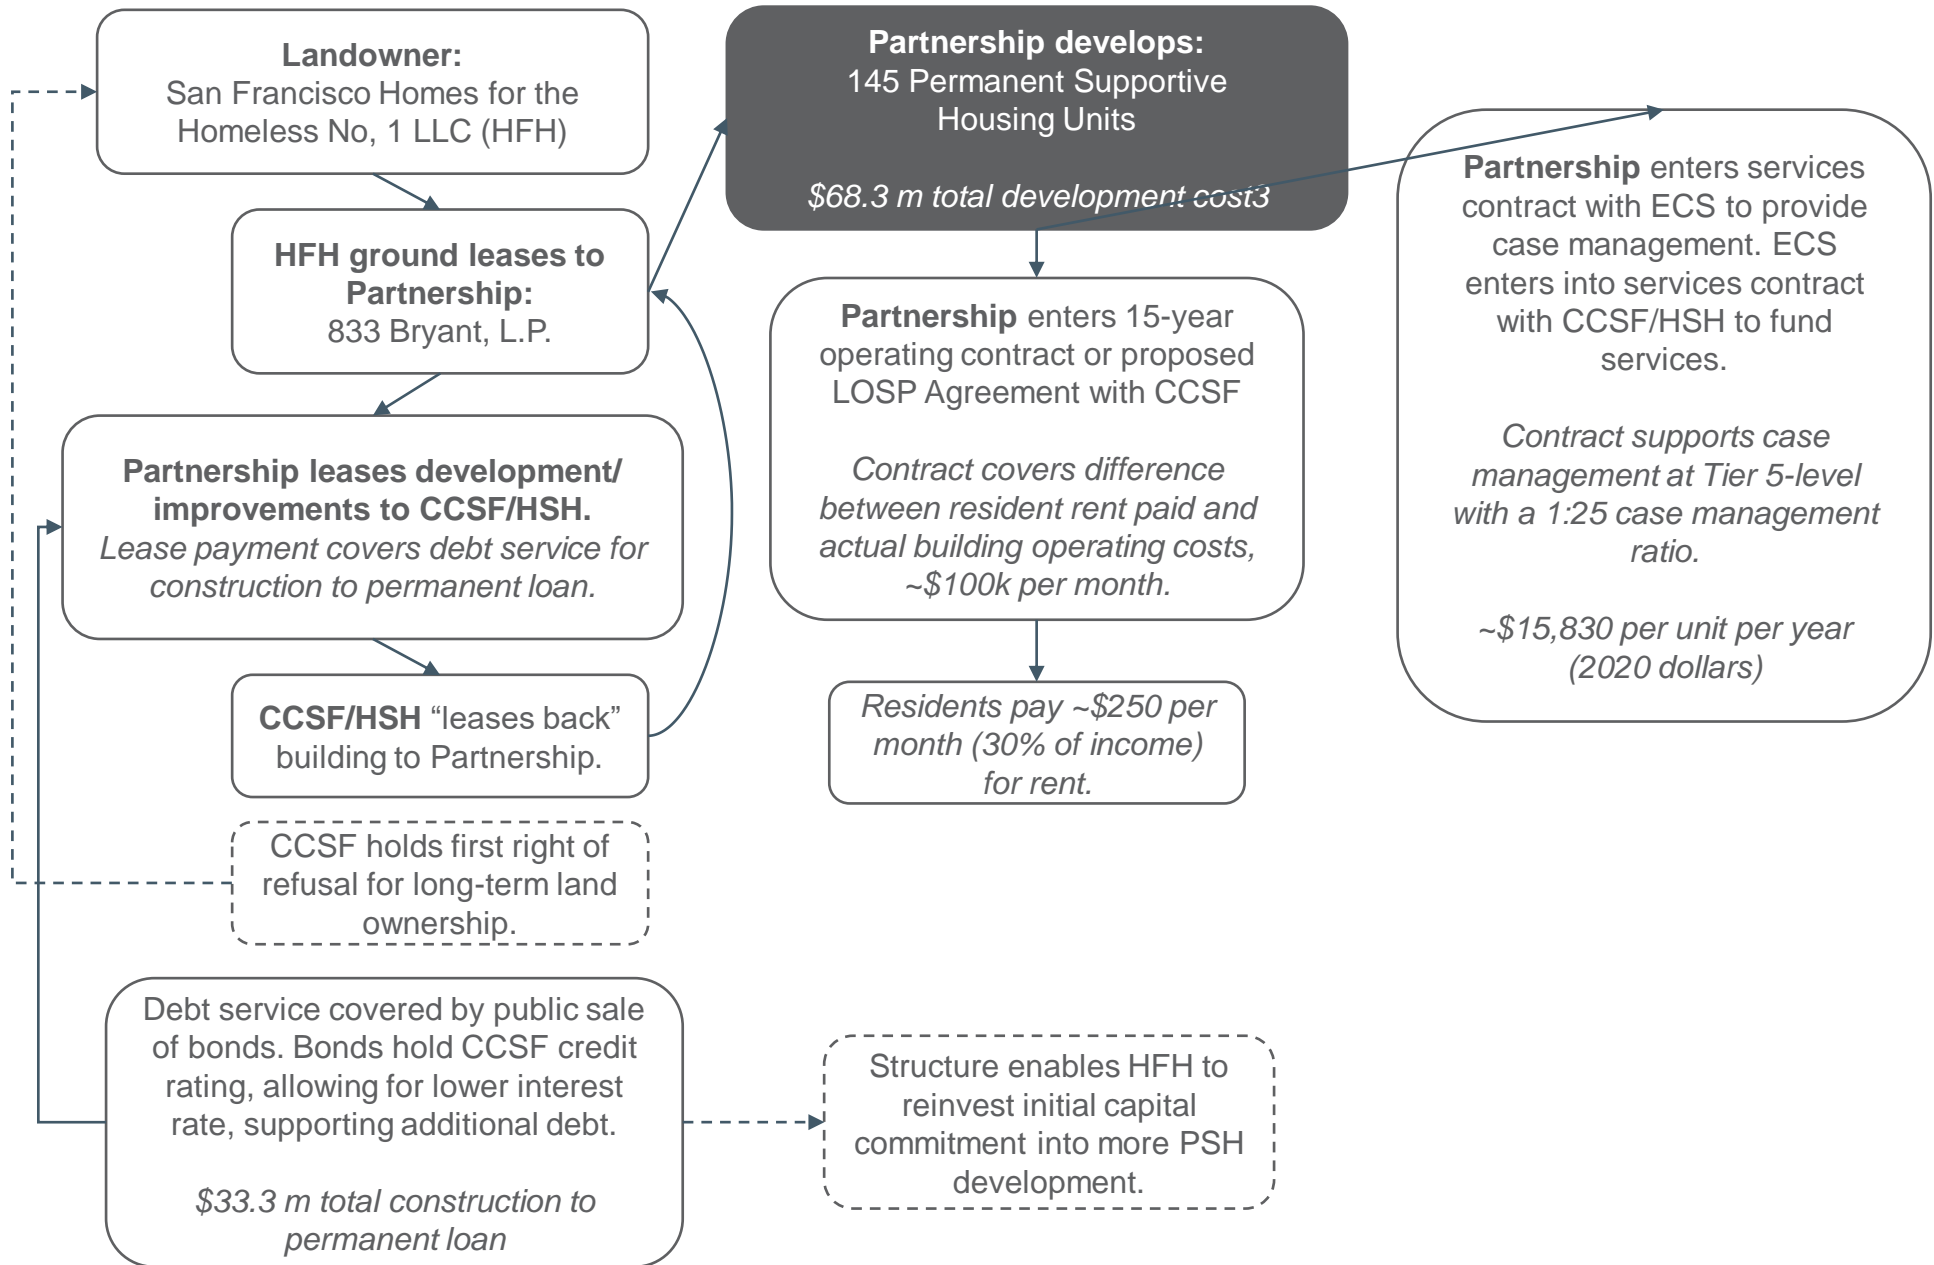 Landowner:
San Francisco Homes for the
Homeless No, 1 LLC (HFH)
HFH ground leases to
Partnership:
833 Bryant, L.P.
Partnership leases development/
improvements to CCSF/HSH.
Lease payment covers debt service for
construction to permanent loan.
CCSF/HSH “leases back”
building to Partnership.
CCSF holds first right of
refusal for long-term land
ownership.
Debt service covered by public sale
of bonds. Bonds hold CCSF credit
rating, allowing for lower interest
rate, supporting additional debt.
$33.3 m total construction to
permanent loan
Partnership develops:
145 Permanent Supportive
Housing Units
$68.3 m total development cost3
Partnership enters 15-year
operating contract or proposed
LOSP Agreement with CCSF
Contract covers difference
between resident rent paid and
actual building operating costs,
~$100k per month.
Residents pay ~$250 per
month (30% of income)
for rent.
Structure enables HFH to
reinvest initial capital
commitment into more PSH
development.
Partnership enters services
contract with ECS to provide
case management. ECS
enters into services contract
with CCSF/HSH to fund
services.
Contract supports case
management at Tier 5-level
with a 1:25 case management
ratio.
~$15,830 per unit per year
(2020 dollars)